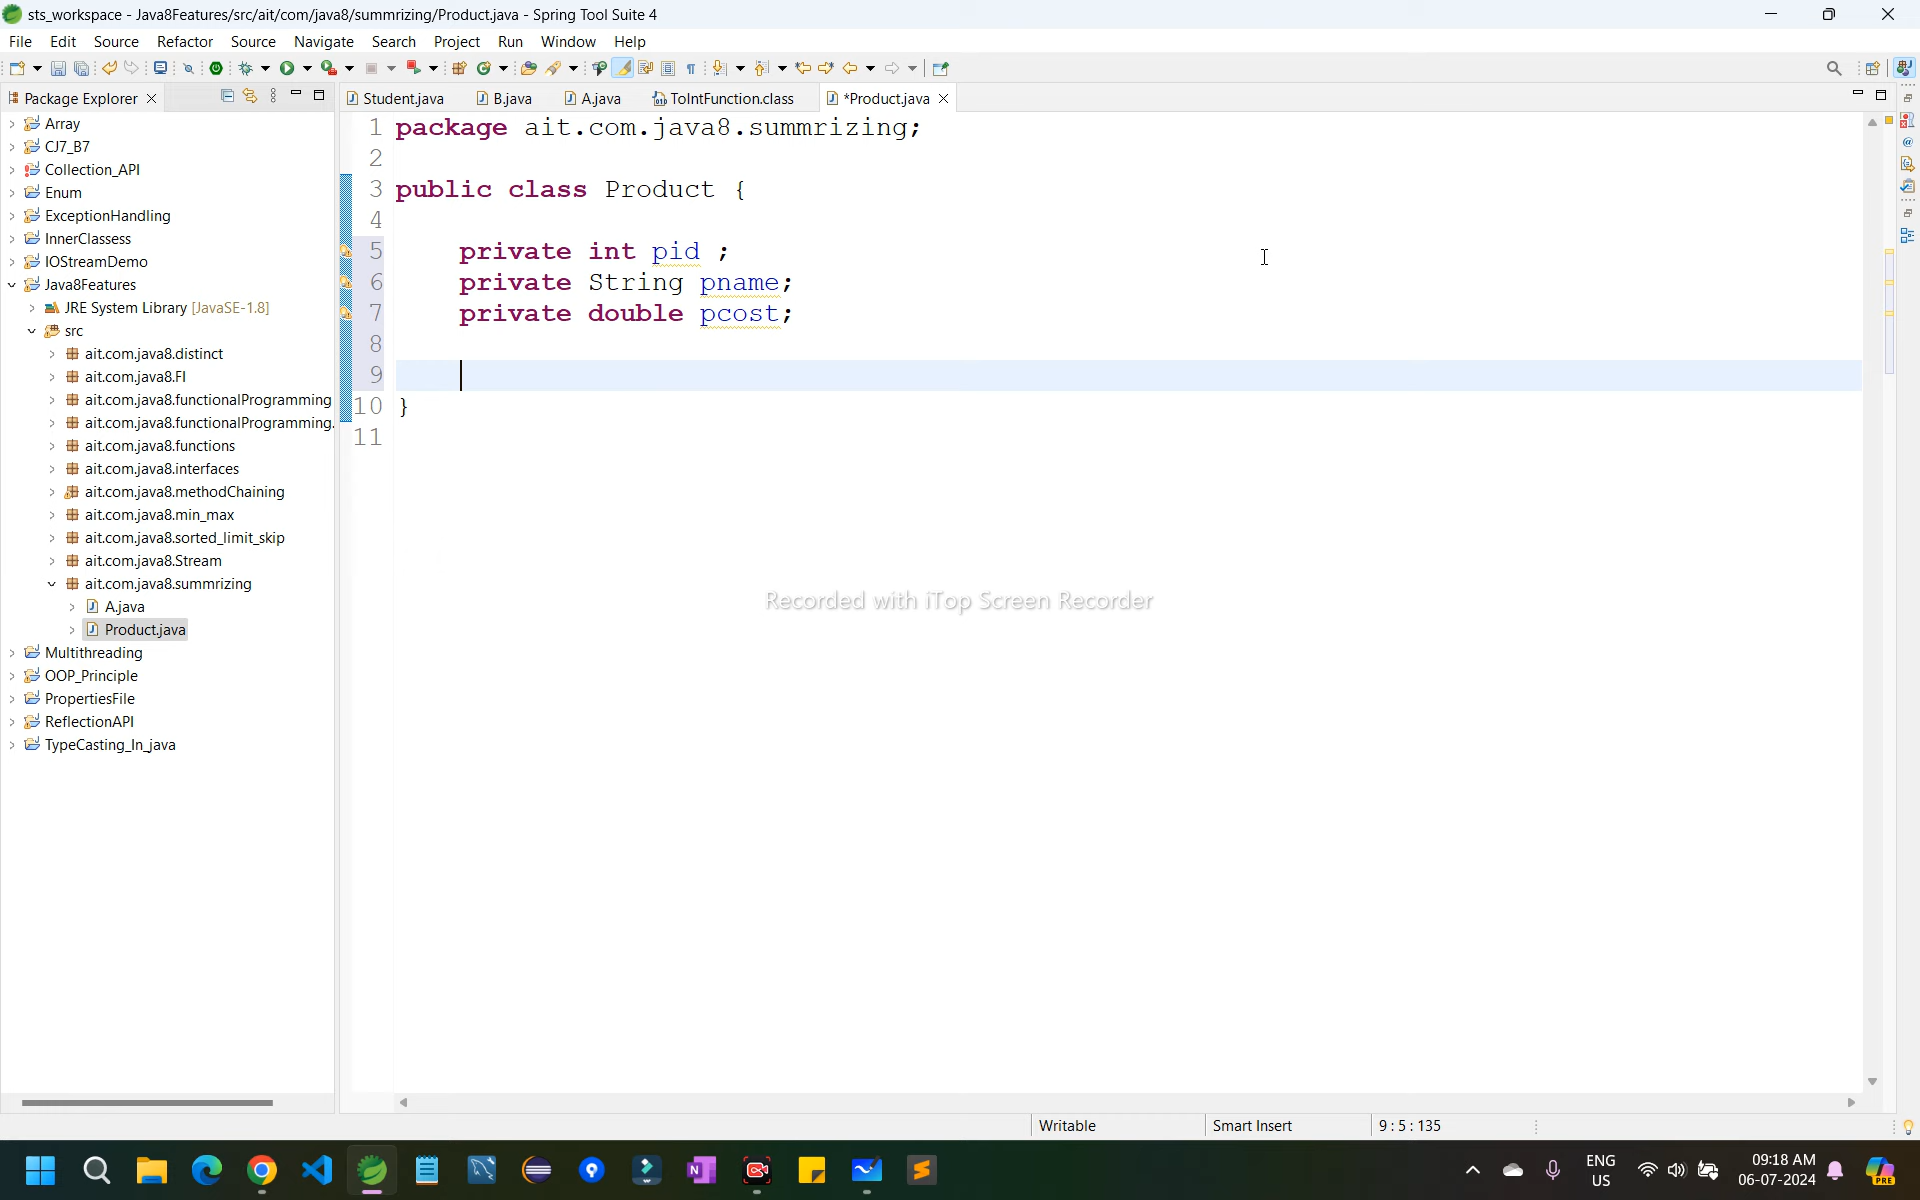 sts_workspace - Java8Features/src/ait/com/java8/summrizing/Product.java - Spring Tool Suite 4
File Edit Source Refactor Source Navigate Search Project Run Window Help
Package Explorer
Student.java B.java A.java ToIntFunction.class *Product.java
Array
CJ7_B7
Collection_API
Enum
ExceptionHandling
InnerClassess
IOStreamDemo
Java8Features
JRE System Library [JavaSE-1.8]
src
ait.com.java8.distinct
ait.com.java8.FI
ait.com.java8.functionalProgramming
ait.com.java8.functionalProgramming.
ait.com.java8.functions
ait.com.java8.interfaces
ait.com.java8.methodChaining
ait.com.java8.min_max
ait.com.java8.sorted_limit_skip
ait.com.java8.Stream
ait.com.java8.summrizing
A.java
Product.java
Multithreading
OOP_Principle
PropertiesFile
ReflectionAPI
TypeCasting_In_java
1 package ait.com.java8.summrizing;
2
3 public class Product {
4
5 private int pid ;
6 private String pname;
7 private double pcost;
8
9
10 }
11
Recorded with iTop Screen Recorder
Writable Smart Insert 9 : 5 : 135
ENG
US
09:18 AM
06-07-2024
PRE